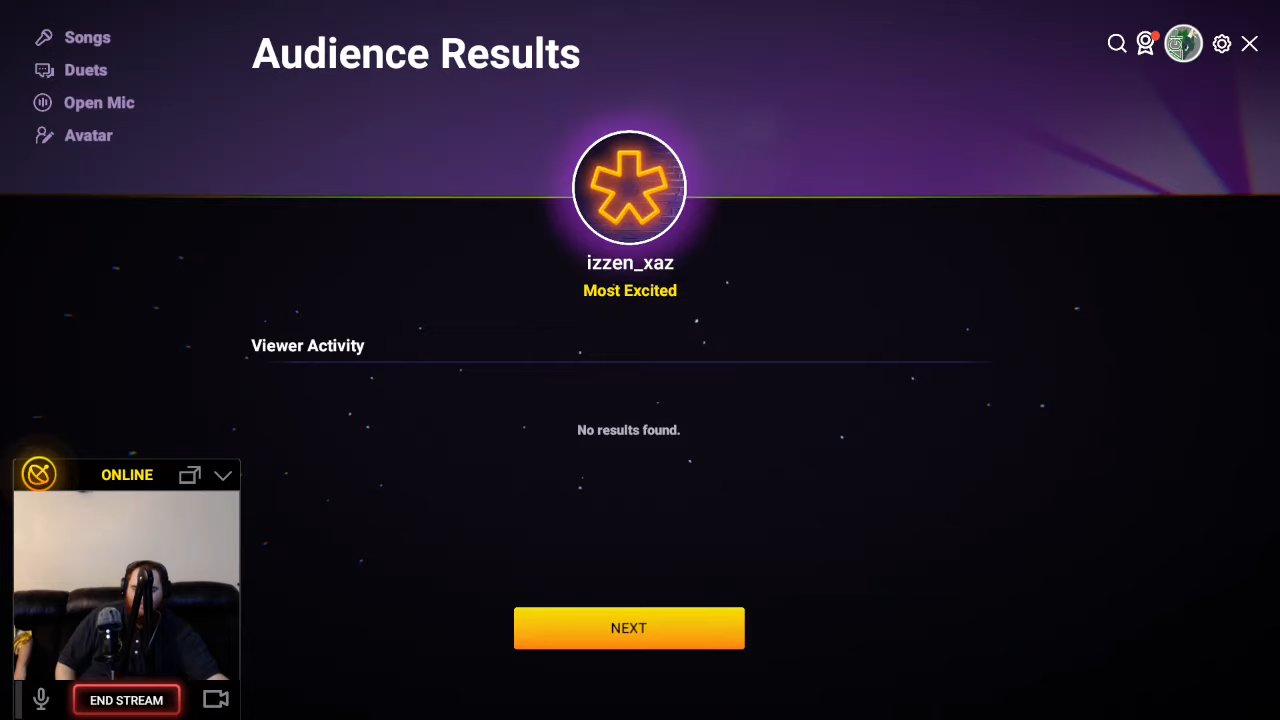 Songs
Duets
Open Mic
Avatar
Audience Results
izzen_xaz
Most Excited
Viewer Activity
No results found.
NEXT
ONLINE
END STREAM